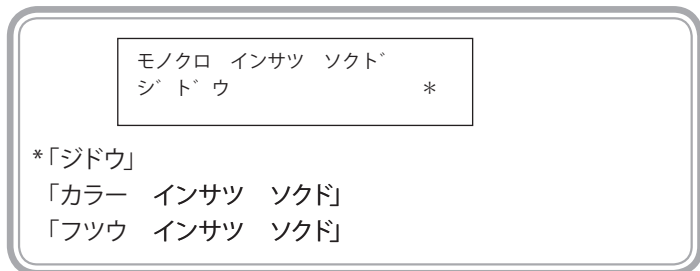 モノクロ　インサツ　ソクド
ジドウ　＊
*「ジドウ」
「カラー　インサツ　ソクド」
「フツウ　インサツ　ソクド」